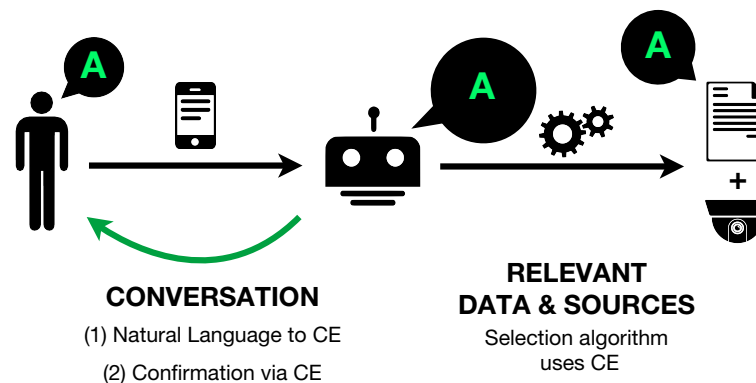 A
A
A
+
CONVERSATION
(1) Natural Language to CE
(2) Confirmation via CE
RELEVANT
DATA & SOURCES
Selection algorithm
uses CE